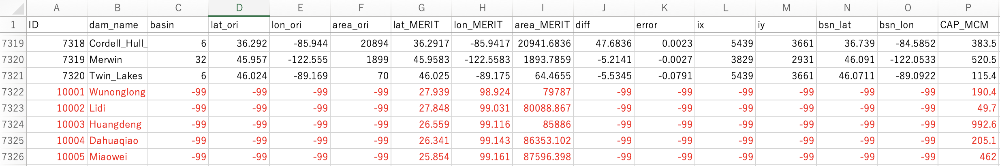 A B C D E F G H I J K L M N O P
1 ID dam_name basin lat_ori lon_ori area_ori lat_MERIT lon_MERIT area_MERIT diff error ix iy bsn_lat bsn_lon CAP_MCM
7319 7318 Cordell_Hull_ 6 36.292 -85.944 20894 36.2917 -85.9417 20941.6836 47.6836 0.0023 5439 3661 36.739 -84.5852 383.5
7320 7319 Merwin 32 45.957 -122.555 1899 45.9583 -122.5583 1893.7859 -5.2141 -0.0027 3829 2931 46.091 -122.0533 520.5
7321 7320 Twin_Lakes 6 46.024 -89.169 70 46.025 -89.175 64.4655 -5.5345 -0.0791 5439 3661 46.0711 -89.0922 115.4
7322 10001 Wunonglong -99 -99 -99 -99 27.939 98.924 79787 -99 -99 -99 -99 -99 -99 190.4
7323 10002 Lidi -99 -99 -99 -99 27.848 99.031 80088.867 -99 -99 -99 -99 -99 -99 49.7
7324 10003 Huangdeng -99 -99 -99 -99 26.559 99.116 85886 -99 -99 -99 -99 -99 -99 992.6
7325 10004 Dahuaqiao -99 -99 -99 -99 26.341 99.143 86353.102 -99 -99 -99 -99 -99 -99 205.1
7326 10005 Miaowei -99 -99 -99 -99 25.854 99.161 87596.398 -99 -99 -99 -99 -99 -99 462